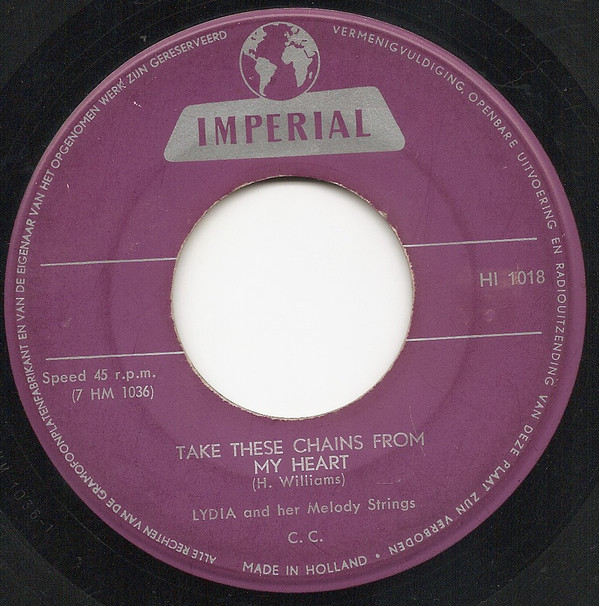 ALLE RECHTEN VAN DE GRAMOFOONPLATENFABRIKANT EN VAN DE EIGENAAR VAN HET OPGENOMEN WERK ZIJN GERESERVEERD
VERMENIGVULDIGING, OPENBARE UITVOERING EN RADIOUITZENDING VAN DEZE PLAAT ZIJN VERBODEN
IMPERIAL
HI 1018
Speed 45 r.p.m.
(7 HM 1036)
TAKE THESE CHAINS FROM
MY HEART
(H. Williams)
LYDIA and her Melody Strings
C. C.
MADE IN HOLLAND •